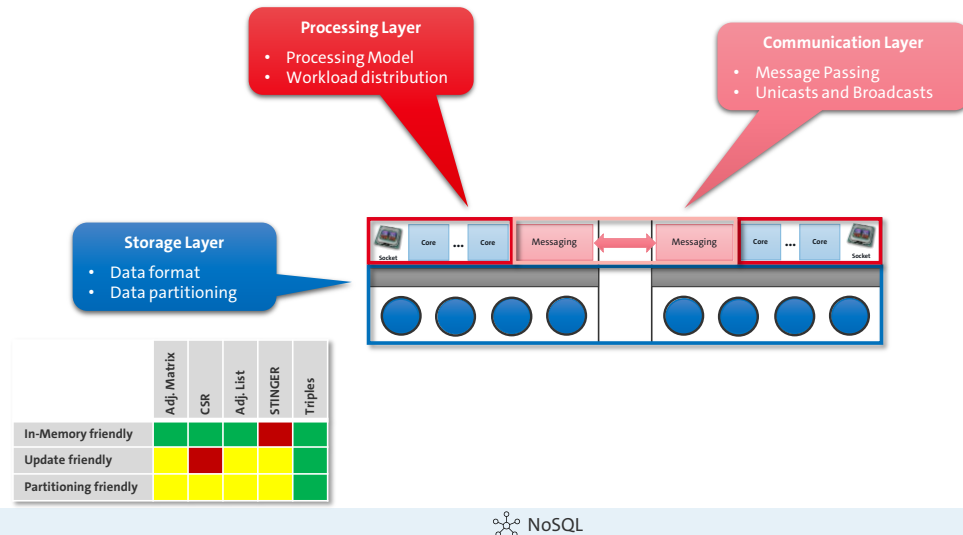 Processing Layer
• Processing Model
• Workload distribution
Communication Layer
• Message Passing
• Unicasts and Broadcasts
Storage Layer
• Data format
• Data partitioning
Socket
Core
...
Core
Messaging
Messaging
Core
...
Core
Socket
Adj. Matrix
CSR
Adj. List
STINGER
Triples
In-Memory friendly
Update friendly
Partitioning friendly
NoSQL